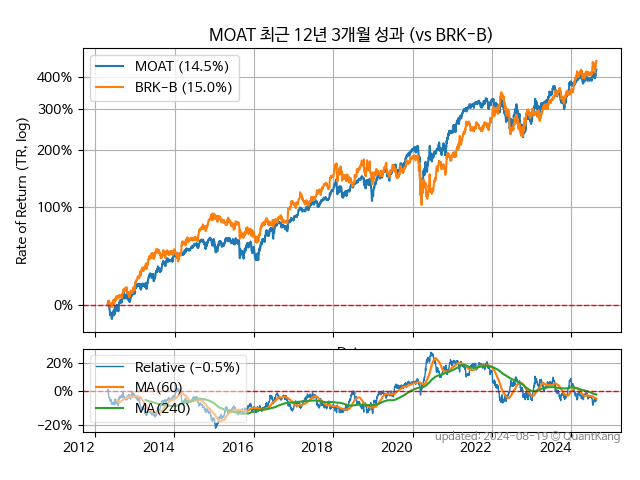 MOAT 최근 12년 3개월 성과 (vs BRK-B)
Rate of Return (TR, log)
400%
300%
200%
100%
0%
MOAT (14.5%)
BRK-B (15.0%)
20%
0%
−20%
Relative (−0.5%)
MA(60)
MA(240)
2012 2014 2016 2018 2020 2022 2024
updated: 2024-08-19 © QuantKang